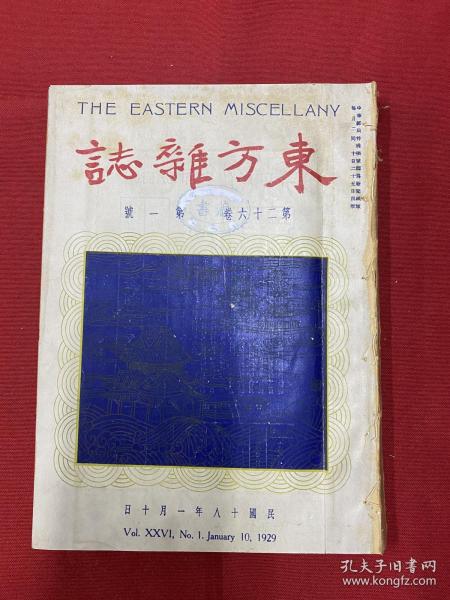 THE EASTERN MISCELLANY
東方雜誌
第二十六卷 第一號
民國十八年一月十日
Vol. XXVI, No. 1. January 10, 1929
孔夫子旧书网
www.kongfz.com